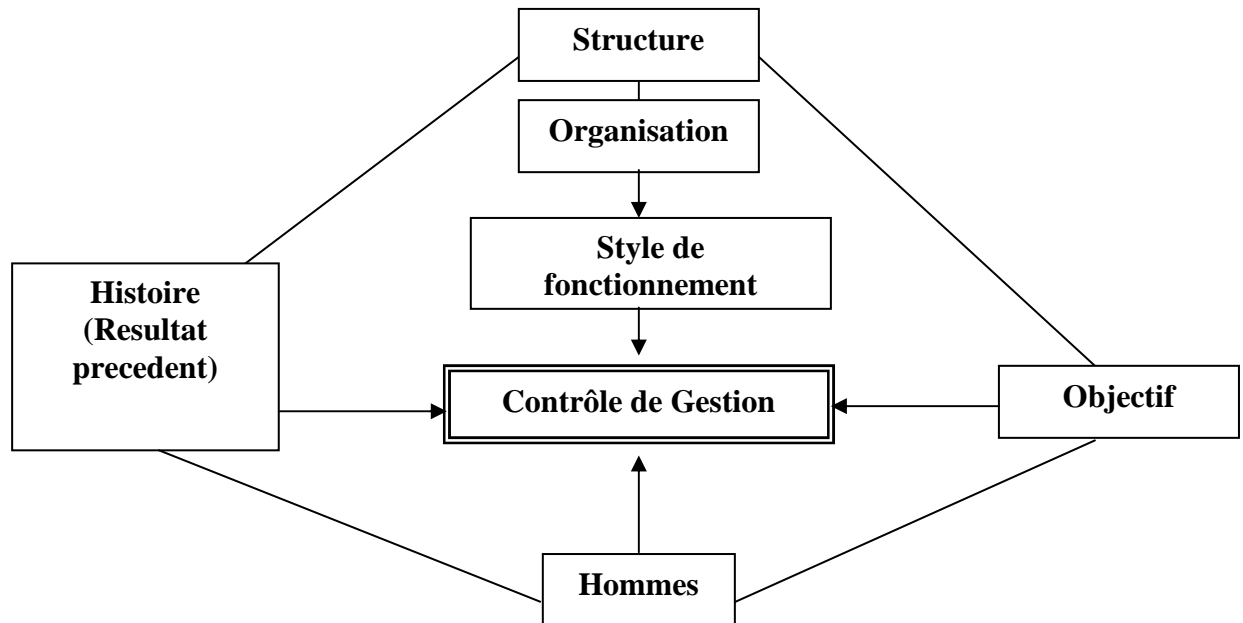 Structure
Organisation
Style de
fonctionnement
Histoire
(Resultat
precedent)
Contrôle de Gestion
Objectif
Hommes